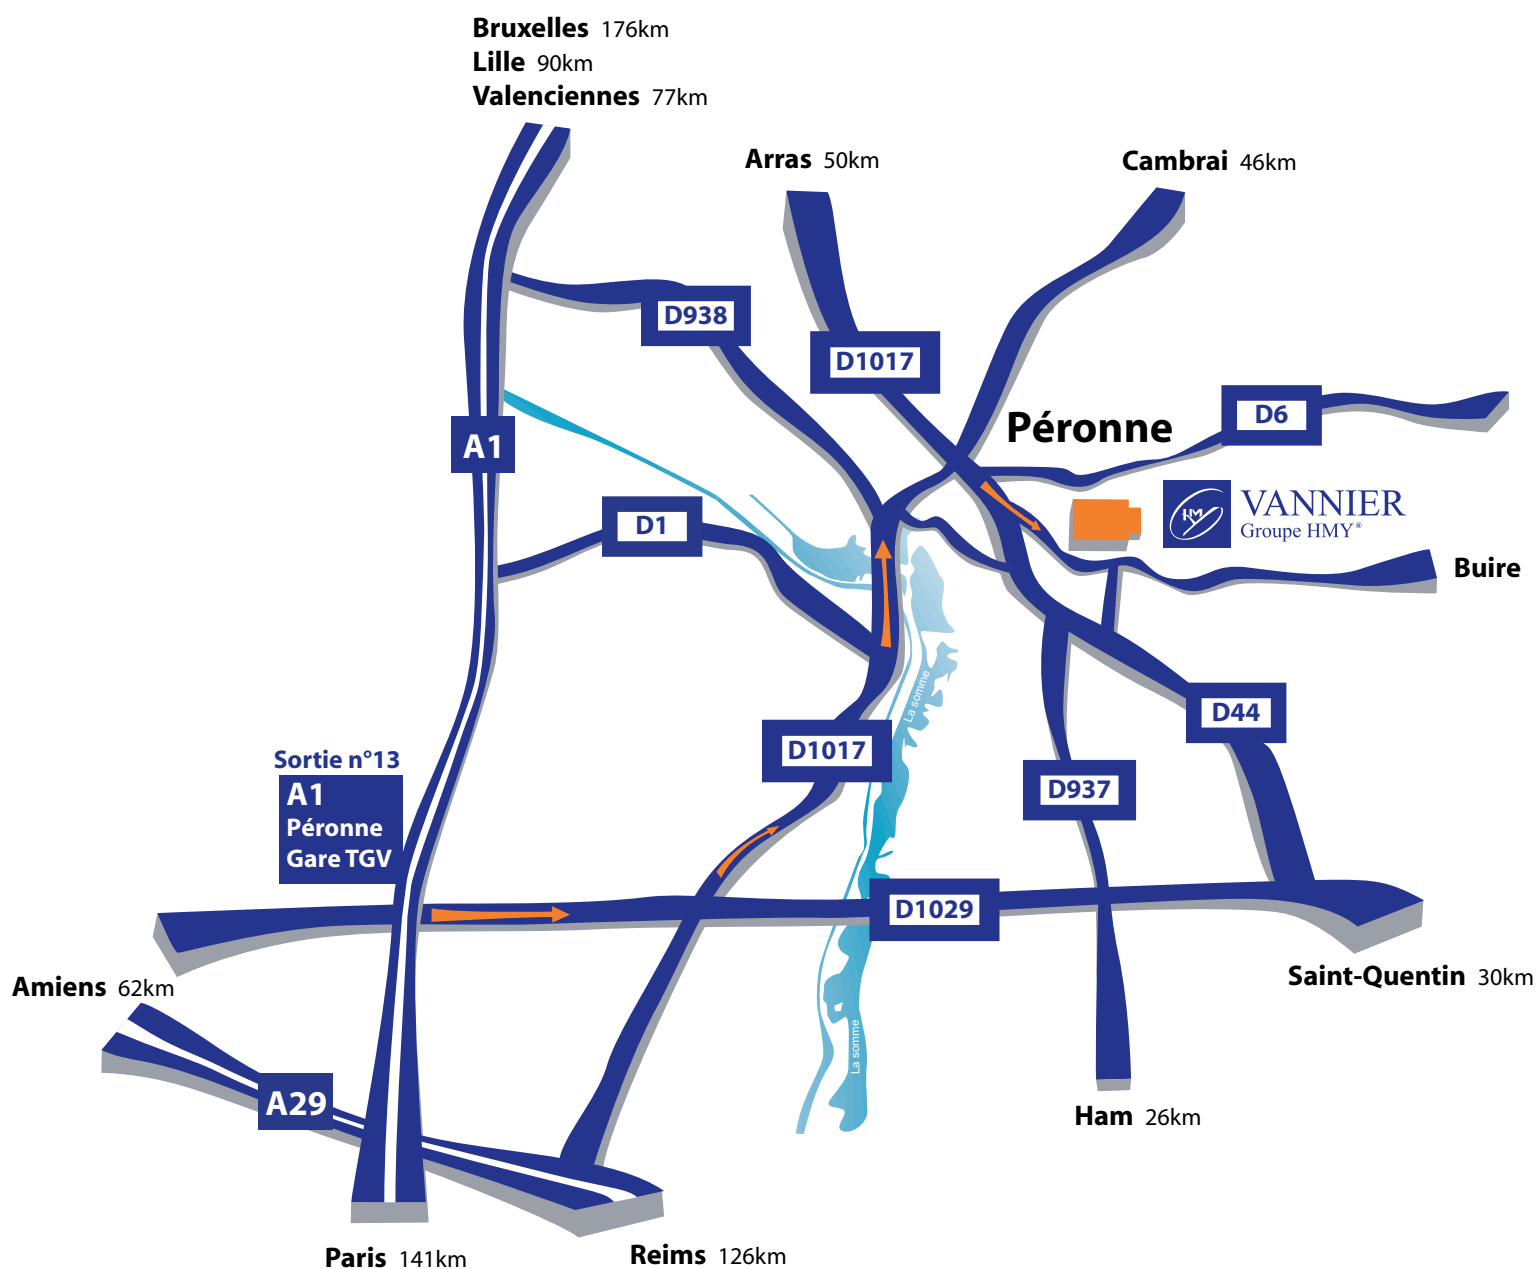 Bruxelles 176km
Lille 90km
Valenciennes 77km
Arras 50km
Cambrai 46km
D938
D1017
Péronne
D6
A1
VANNIER
Groupe HMY®
HMY
D1
Buire
La somme
D44
D1017
Sortie n°13
A1
Péronne
Gare TGV
D937
D1029
Saint-Quentin 30km
Amiens 62km
La somme
A29
Ham 26km
Paris 141km
Reims 126km